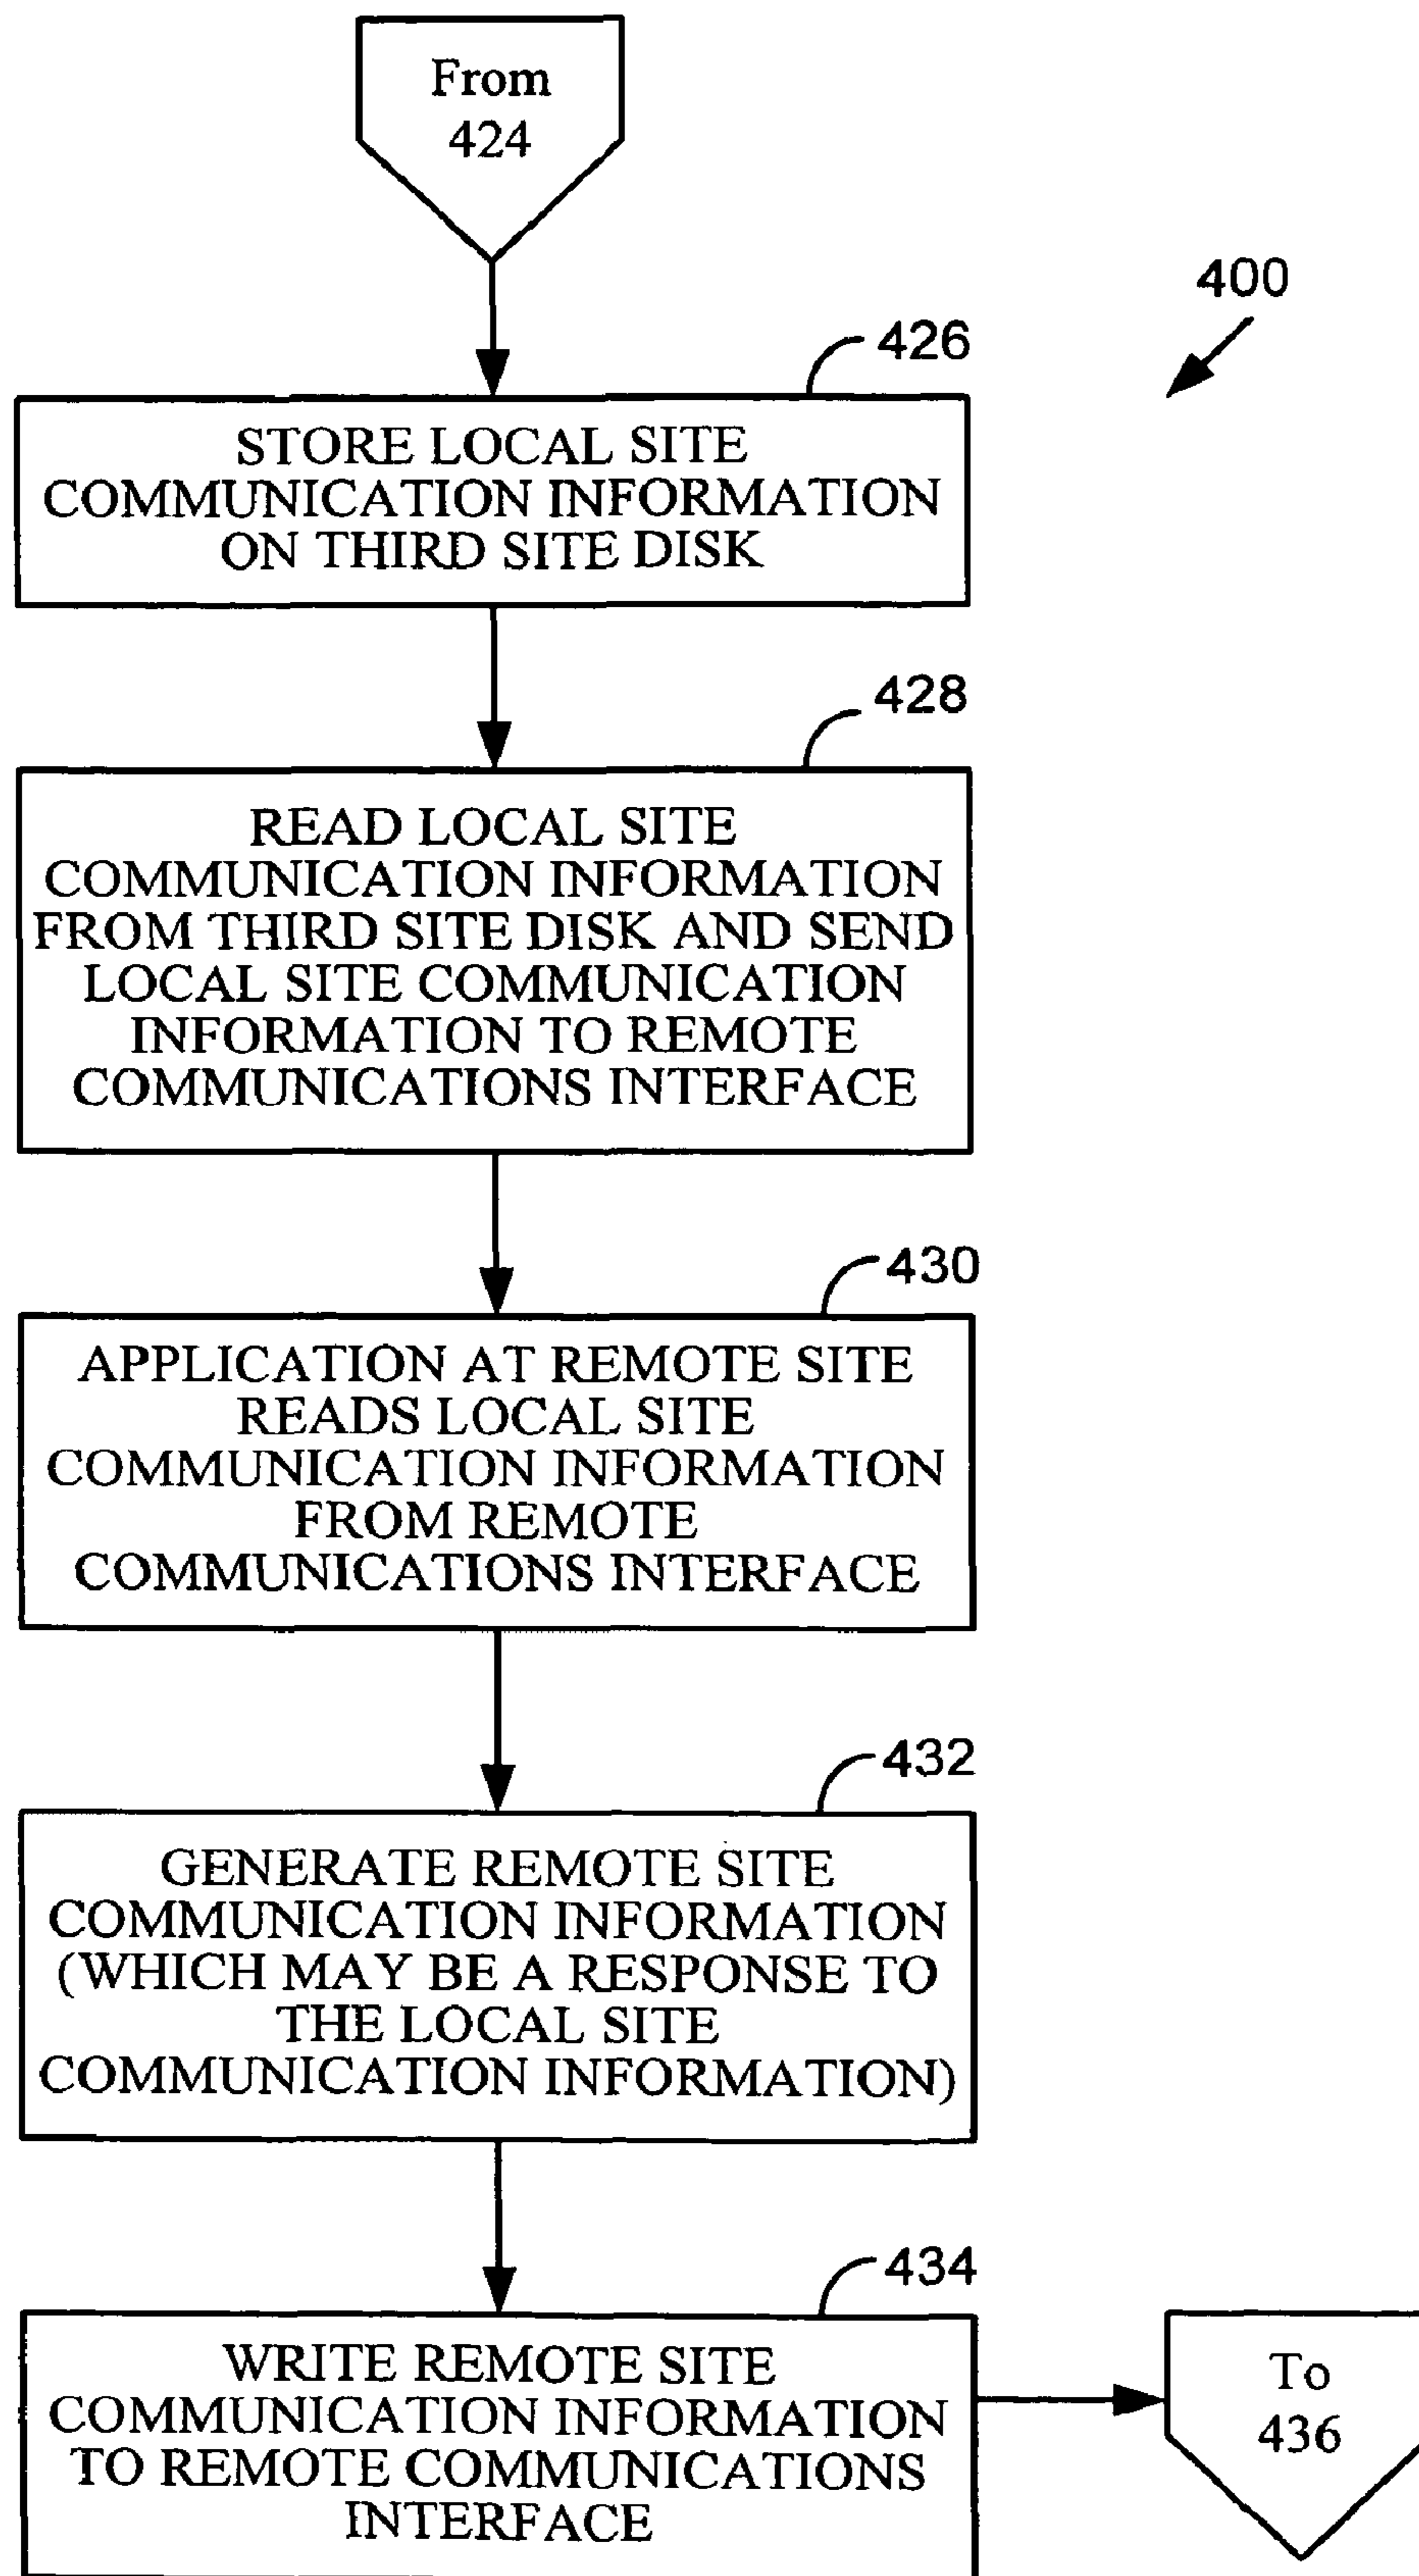 From
424
400
426
STORE LOCAL SITE
COMMUNICATION INFORMATION
ON THIRD SITE DISK
428
READ LOCAL SITE
COMMUNICATION INFORMATION
FROM THIRD SITE DISK AND SEND
LOCAL SITE COMMUNICATION
INFORMATION TO REMOTE
COMMUNICATIONS INTERFACE
430
APPLICATION AT REMOTE SITE
READS LOCAL SITE
COMMUNICATION INFORMATION
FROM REMOTE
COMMUNICATIONS INTERFACE
432
GENERATE REMOTE SITE
COMMUNICATION INFORMATION
(WHICH MAY BE A RESPONSE TO
THE LOCAL SITE
COMMUNICATION INFORMATION)
434
WRITE REMOTE SITE
COMMUNICATION INFORMATION
TO REMOTE COMMUNICATIONS
INTERFACE
To
436